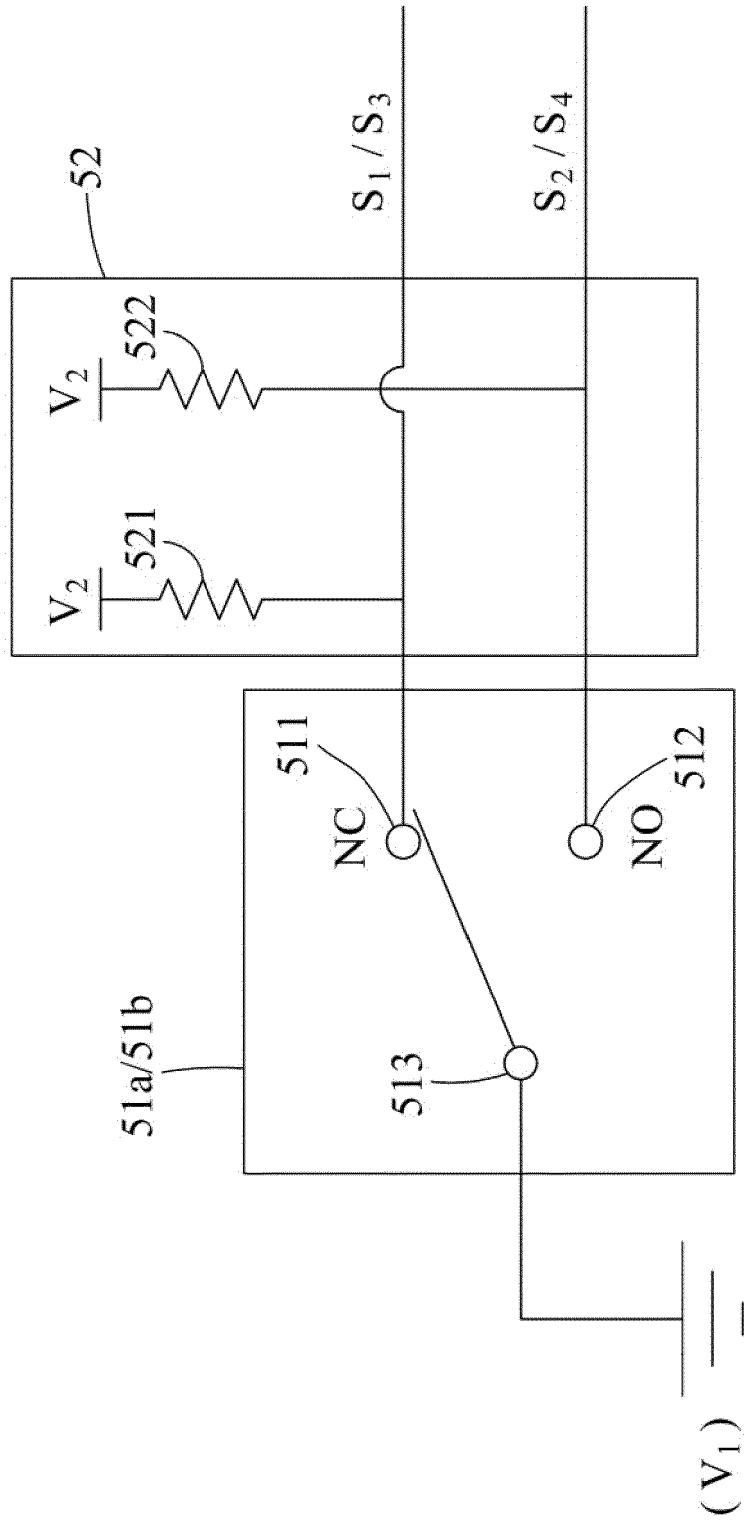 52
V₂
522
S₁ / S₃
V₂
521
S₂ / S₄
511
NC
51a/51b
513
NO
512
( V₁ )